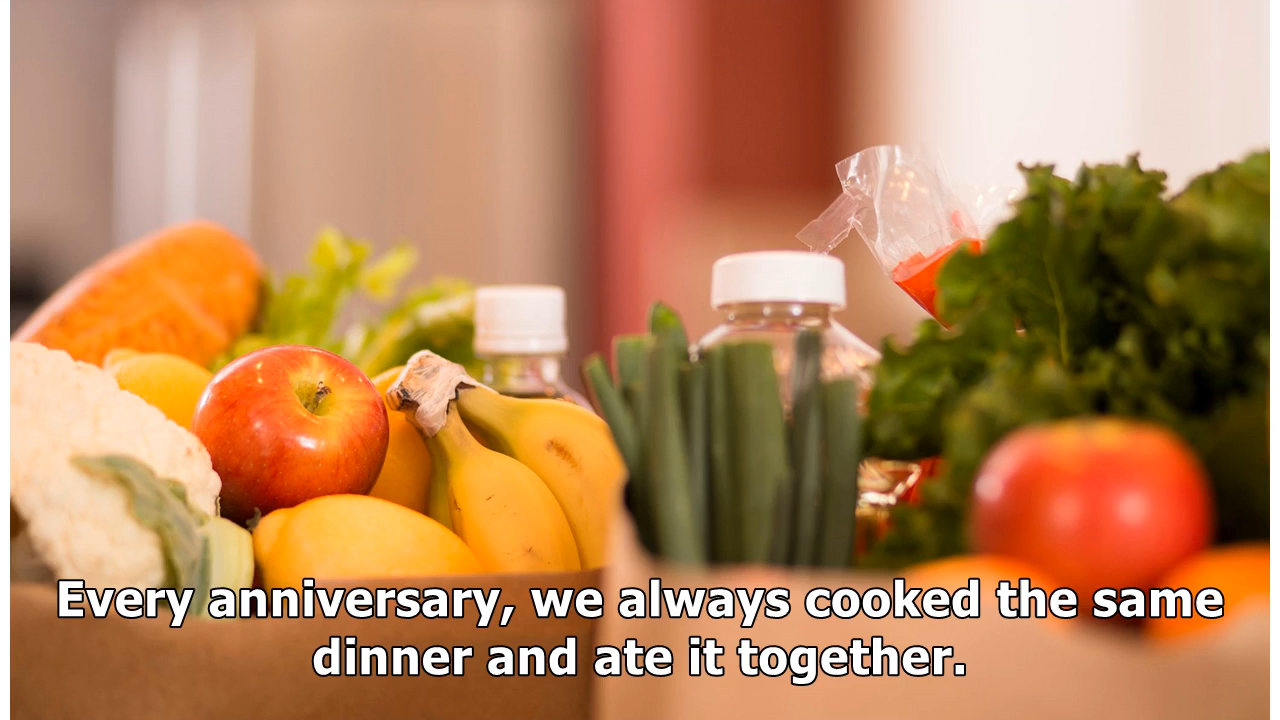 Every anniversary, we always cooked the same
dinner and ate it together.